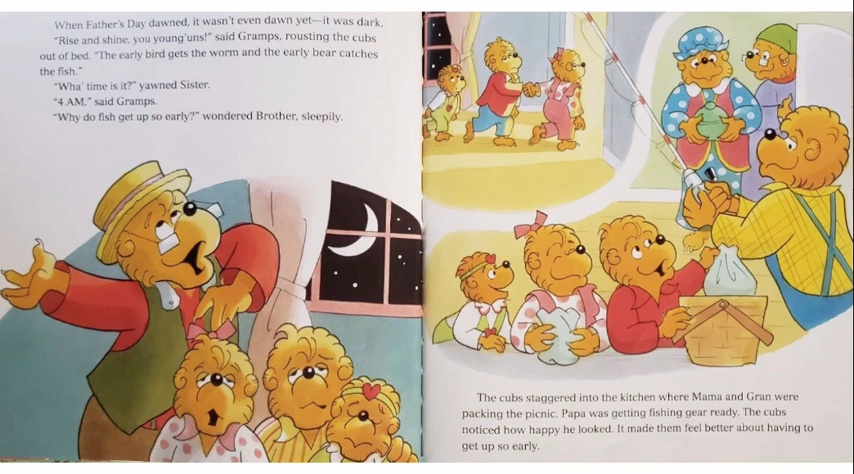 When Father's Day dawned, it wasn't even dawn yet—it was dark.
"Rise and shine, you young'uns!" said Gramps, rousting the cubs
out of bed. "The early bird gets the worm and the early bear catches
the fish."
"Wha' time is it?" yawned Sister.
"4 AM," said Gramps.
"Why do fish get up so early?" wondered Brother, sleepily.
The cubs staggered into the kitchen where Mama and Gran were
packing the picnic. Papa was getting fishing gear ready. The cubs
noticed how happy he looked. It made them feel better about having to
get up so early.